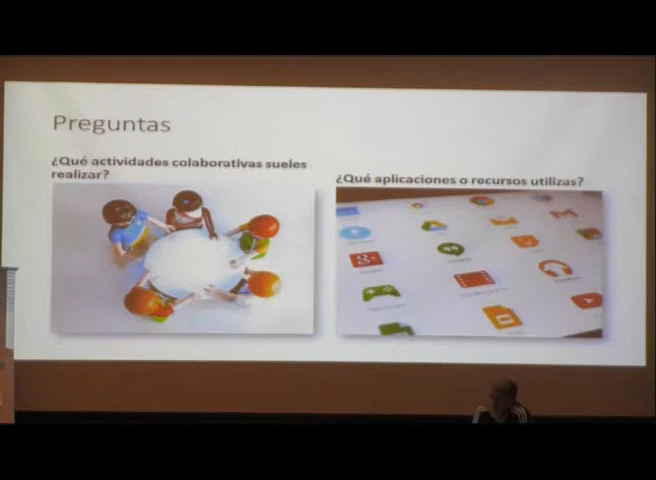 Preguntas
¿Qué actividades colaborativas sueles
realizar?
¿Qué aplicaciones o recursos utilizas?